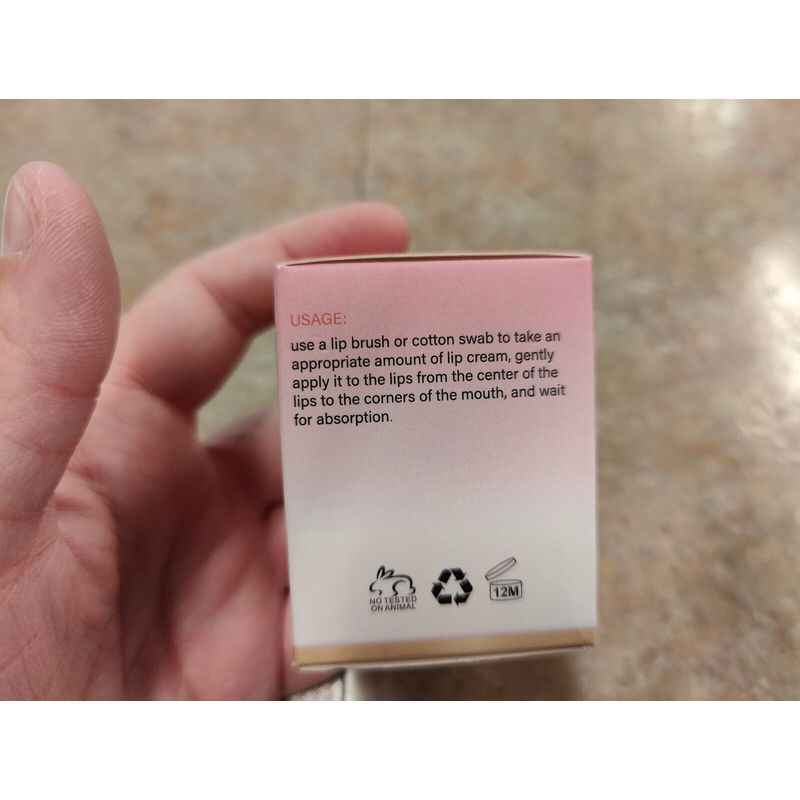 USAGE:
use a lip brush or cotton swab to take an
appropriate amount of lip cream, gently
apply it to the lips from the center of the
lips to the corners of the mouth, and wait
for absorption.
NO TESTED
ON ANIMAL
12M